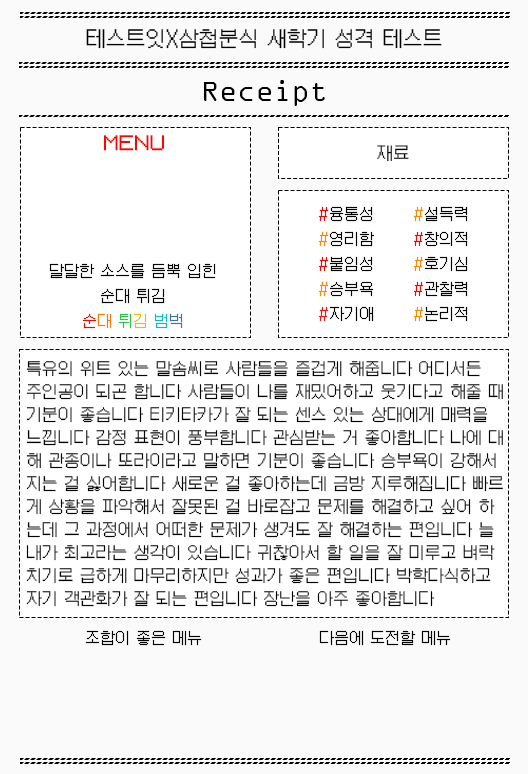 테스트잇X삼첩분식 새학기 성격 테스트
Receipt
MENU
달달한 소스를 듬뿍 입힌
순대 튀김
순대 튀김 범벅
재료
#융통성 #설득력
#영리함 #창의적
#붙임성 #호기심
#승부욕 #관찰력
#자기애 #논리적
특유의 위트 있는 말솜씨로 사람들을 즐겁게 해줍니다 어디서든
주인공이 되곤 합니다 사람들이 나를 재밌어하고 웃기다고 해줄 때
기분이 좋습니다 티키타카가 잘 되는 센스 있는 상대에게 매력을
느낍니다 감정 표현이 풍부합니다 관심받는 거 좋아합니다 나에 대
해 관종이나 또라이라고 말하면 기분이 좋습니다 승부욕이 강해서
지는 걸 싫어합니다 새로운 걸 좋아하는데 금방 지루해집니다 빠르
게 상황을 파악해서 잘못된 걸 바로잡고 문제를 해결하고 싶어 하
는데 그 과정에서 어떠한 문제가 생겨도 잘 해결하는 편입니다 늘
내가 최고라는 생각이 있습니다 귀찮아서 할 일을 잘 미루고 벼락
치기로 급하게 마무리하지만 성과가 좋은 편입니다 박학다식하고
자기 객관화가 잘 되는 편입니다 장난을 아주 좋아합니다
조합이 좋은 메뉴
다음에 도전할 메뉴